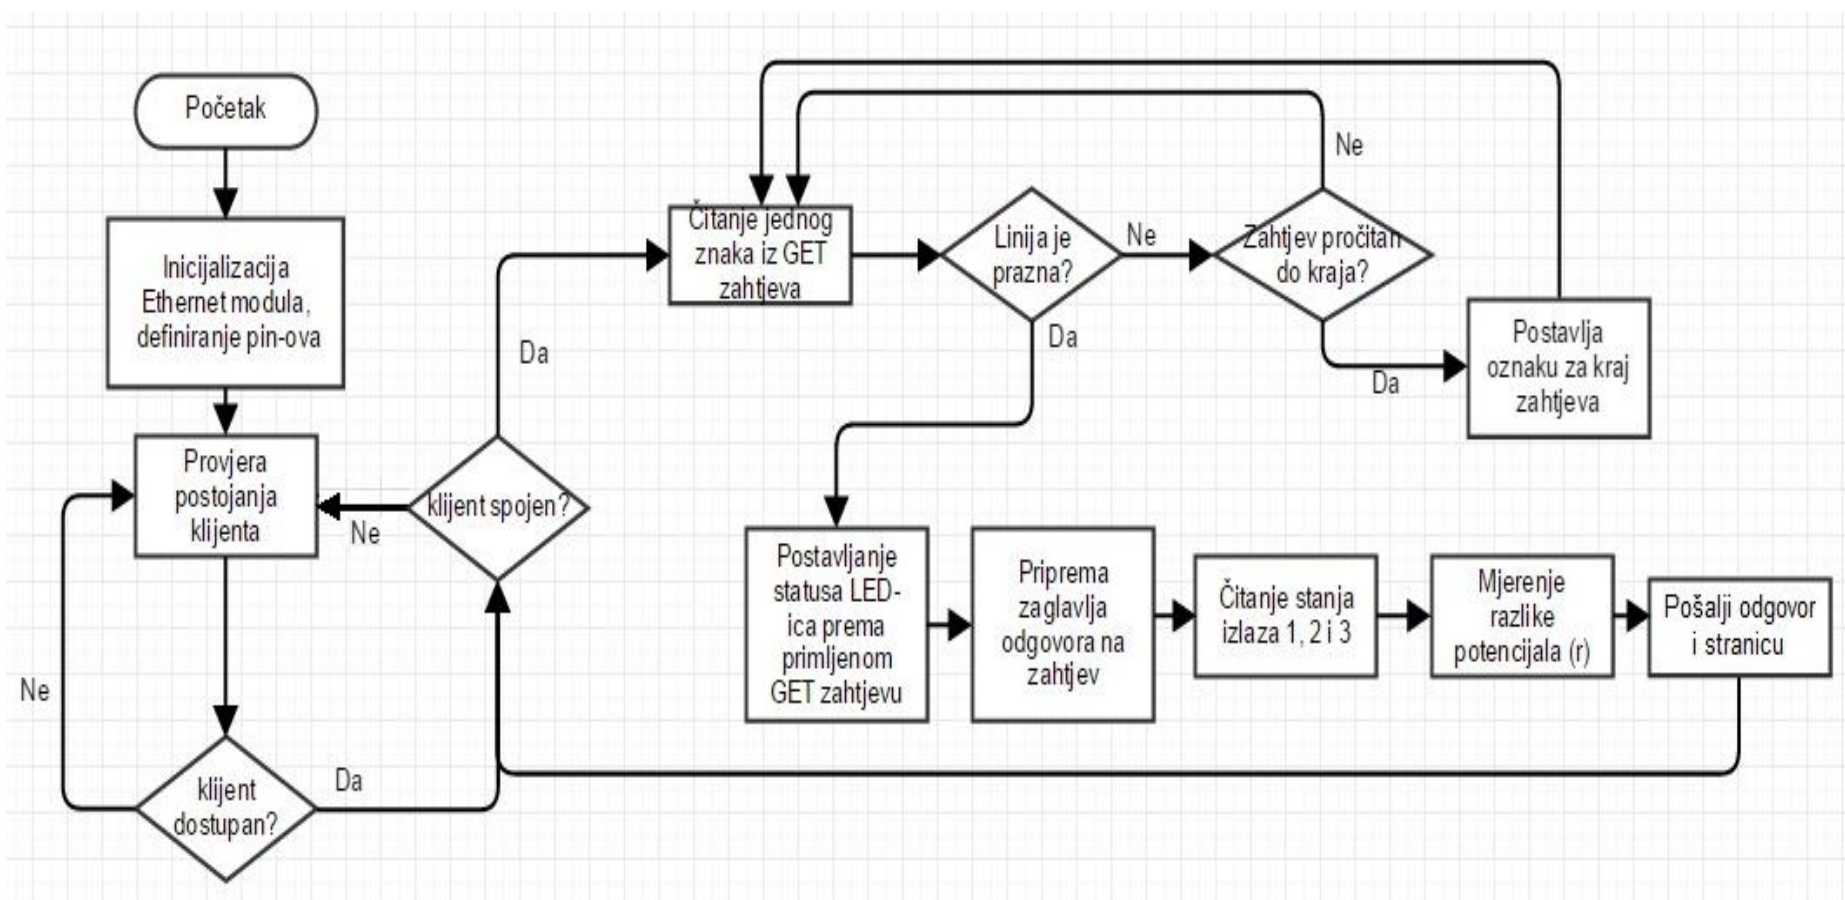 Početak
Inicijalizacija
Ethernet modula,
definiranje pin-ova
Provjera
postojanja
klijenta
Ne
klijent
dostupan?
Da
klijent spojen?
Ne
Da
Čitanje jednog
znaka iz GET
zahtjeva
Linija je
prazna?
Ne
Da
Zahtjev pročitan
do kraja?
Ne
Da
Postavlja
oznaku za kraj
zahtjeva
Postavljanje
statusa LED-
ica prema
primljenom
GET zahtjevu
Priprema
zaglavlja
odgovora na
zahtjev
Čitanje stanja
izlaza 1, 2 i 3
Mjerenje
razlike
potencijala (r)
Pošalji odgovor
i stranicu